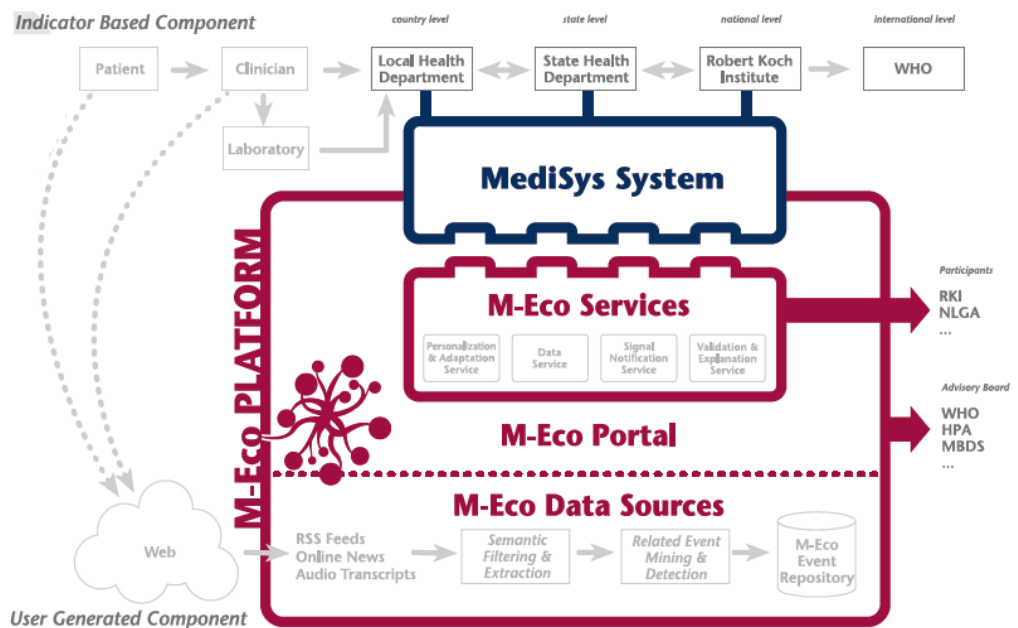 Indicator Based Component
country level
state level
national level
international level
Patient
Clinician
Local Health
Department
State Health
Department
Robert Koch
Institute
WHO
Laboratory
MediSys System
M-Eco PLATFORM
M-Eco Services
Personalization
& Adaptation
Service
Data
Service
Signal
Notification
Service
Validation &
Explanation
Service
Participants
RKI
NLGA
...
M-Eco Portal
Advisory Board
WHO
HPA
MBDS
...
M-Eco Data Sources
Web
RSS Feeds
Online News
Audio Transcripts
Semantic
Filtering &
Extraction
Related Event
Mining &
Detection
M-Eco
Event
Repository
User Generated Component